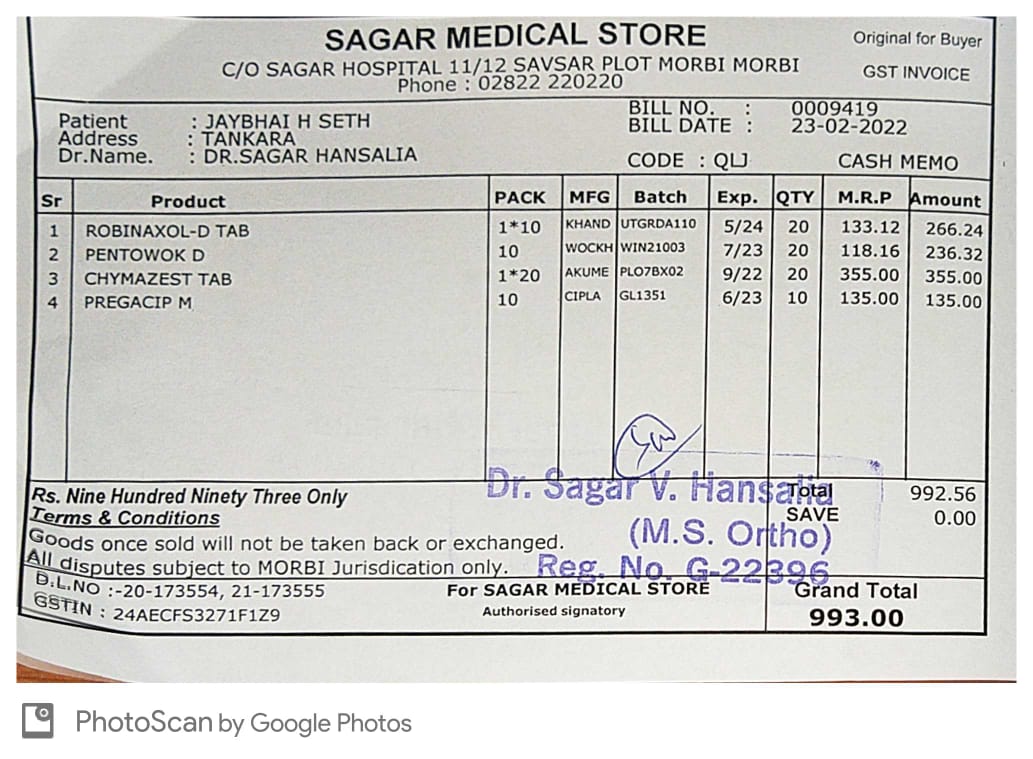 SAGAR MEDICAL STORE
Original for Buyer
C/O SAGAR HOSPITAL 11/12 SAVSAR PLOT MORBI MORBI
GST INVOICE
Phone : 02822 220220
Patient : JAYBHAI H SETH
BILL NO. : 0009419
Address : TANKARA
BILL DATE : 23-02-2022
Dr.Name. : DR.SAGAR HANSALIA
CODE : QLJ CASH MEMO
Sr Product PACK MFG Batch Exp. QTY M.R.P Amount
1 ROBINAXOL-D TAB 1*10 KHAND UTGRDA110 5/24 20 133.12 266.24
2 PENTOWOK D 10 WOCKH WIN21003 7/23 20 118.16 236.32
3 CHYMAZEST TAB 1*20 AKUME PLO7BX02 9/22 20 355.00 355.00
4 PREGACIP M 10 CIPLA GL1351 6/23 10 135.00 135.00
Dr. Sagar V. Hansalia
(M.S. Ortho)
Reg. No. G-22396
Rs. Nine Hundred Ninety Three Only
Total 992.56
Terms & Conditions
SAVE 0.00
Goods once sold will not be taken back or exchanged.
All disputes subject to MORBI Jurisdication only.
D.L.NO :-20-173554, 21-173555
For SAGAR MEDICAL STORE
Grand Total
GSTIN : 24AECFS3271F1Z9
Authorised signatory
993.00
PhotoScan by Google Photos